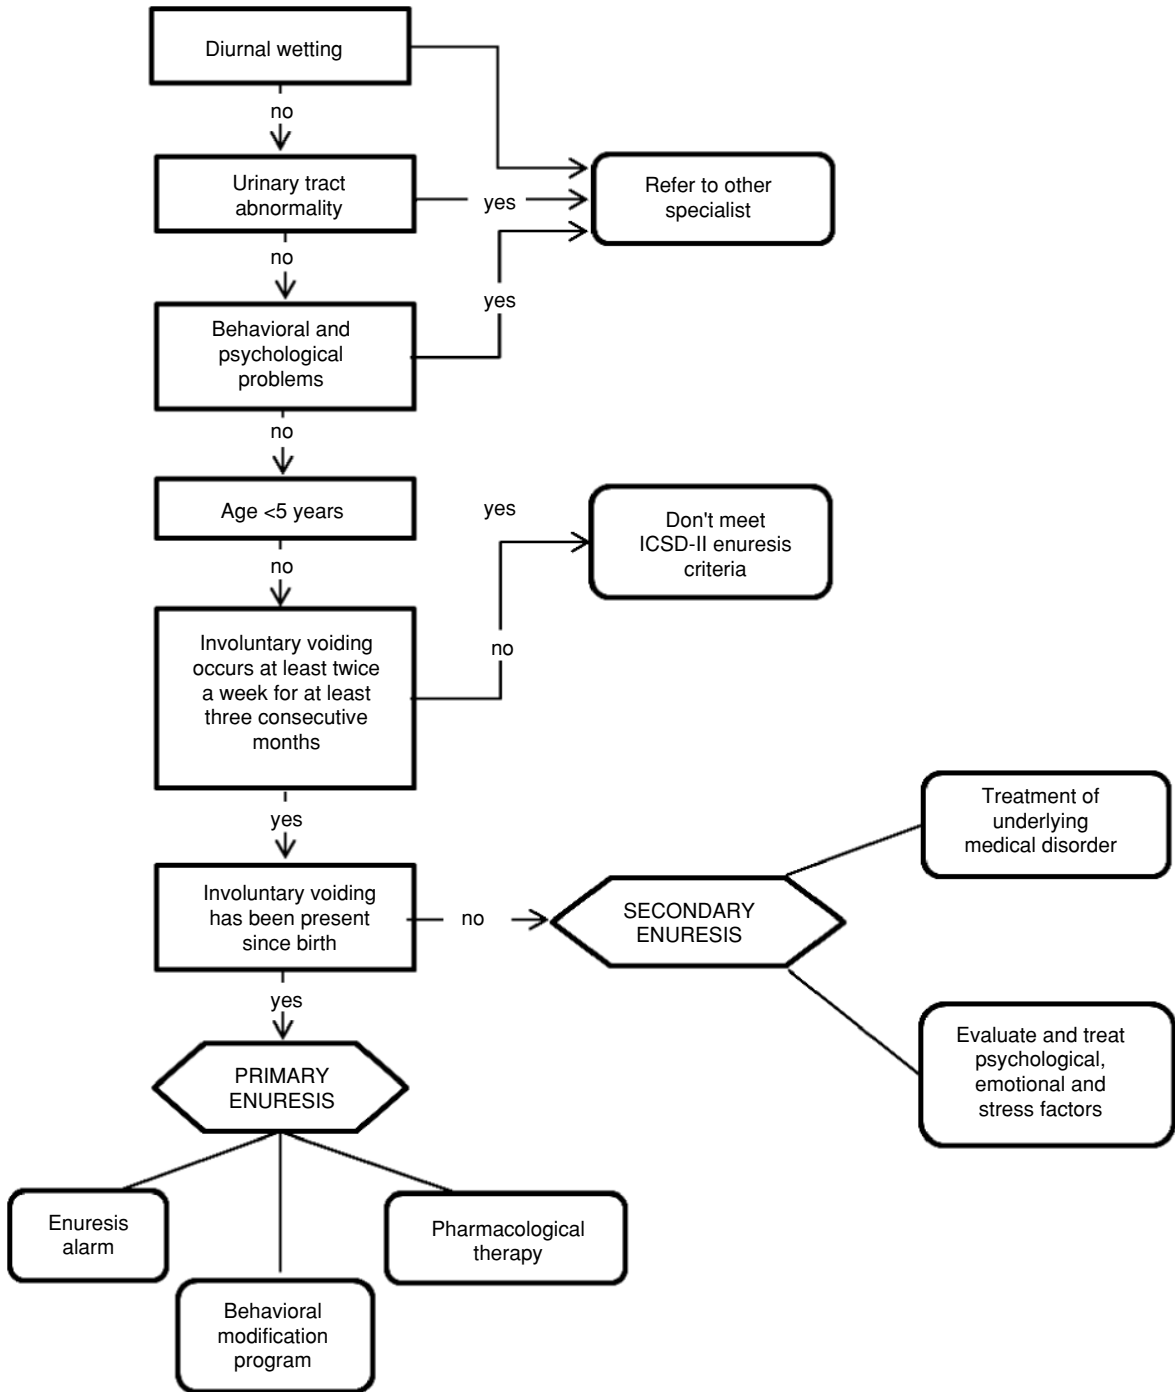 Diurnal wetting
no
Urinary tract
abnormality
yes
Refer to other
specialist
no
yes
Behavioral and
psychological
problems
no
Age <5 years
yes
Don't meet
ICSD-II enuresis
criteria
no
Involuntary voiding
occurs at least twice
a week for at least
three consecutive
months
no
yes
Involuntary voiding
has been present
since birth
no
SECONDARY
ENURESIS
Treatment of
underlying
medical disorder
Evaluate and treat
psychological,
emotional and
stress factors
yes
PRIMARY
ENURESIS
Enuresis
alarm
Behavioral
modification
program
Pharmacological
therapy